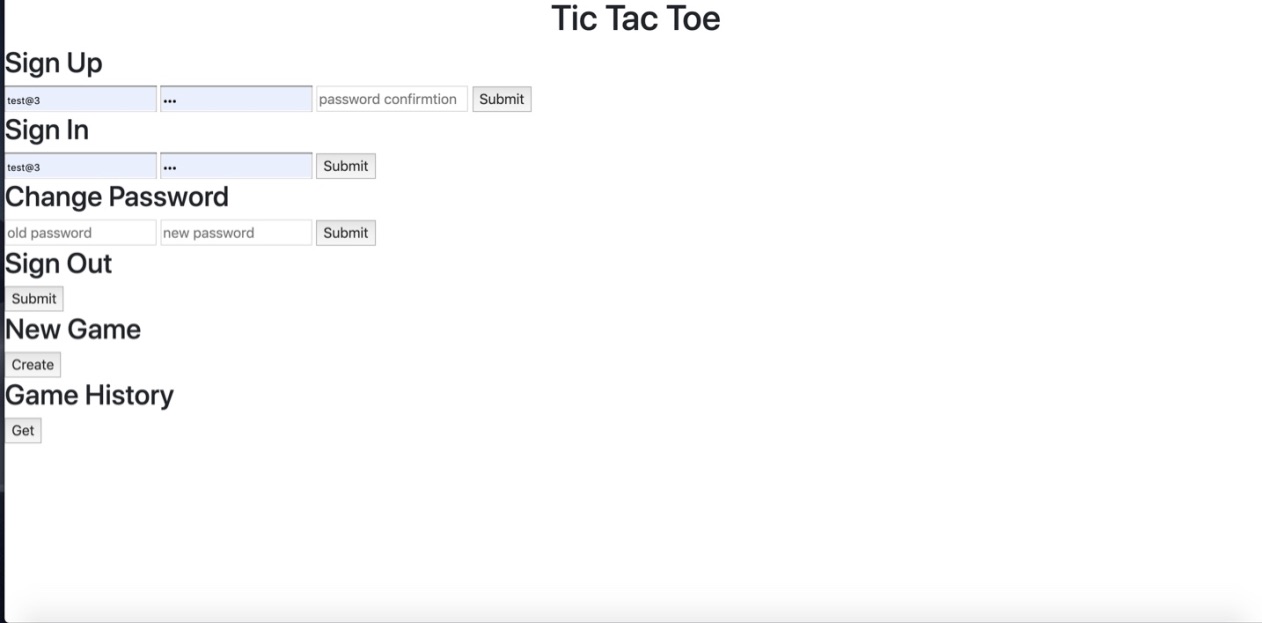 Tic Tac Toe
Sign Up
test@3 ••• password confirmtion Submit
Sign In
test@3 ••• Submit
Change Password
old password new password Submit
Sign Out
Submit
New Game
Create
Game History
Get